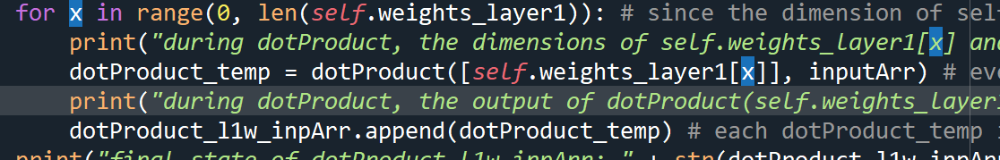 for x in range(0, len(self.weights_layer1)): # since the dimension of sel
print("during dotProduct, the dimensions of self.weights_layer1[x] and
dotProduct_temp = dotProduct([self.weights_layer1[x]], inputArr) # eve
print("during dotProduct, the output of dotProduct(self.weights_layer1
dotProduct_l1w_inpArr.append(dotProduct_temp) # each dotProduct_temp i
print("final state of dotProduct_l1w_inpArr: " + str(dotProduct_l1w_inpArr